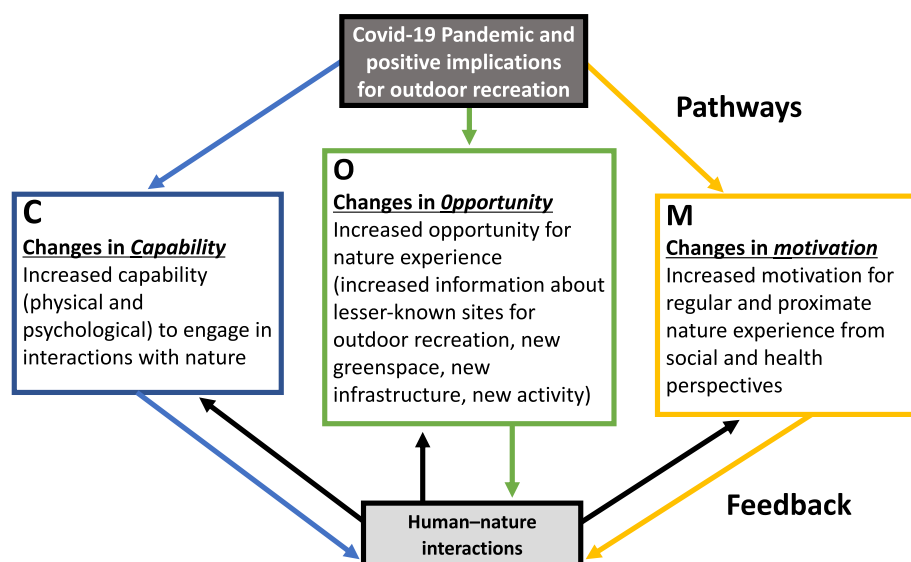 Covid-19 Pandemic and
positive implications
for outdoor recreation
Pathways
C
Changes in Capability
Increased capability
(physical and
psychological) to engage in
interactions with nature
O
Changes in 0pportunity
Increased opportunity for
nature experience
(increased information about
lesser-known sites for
outdoor recreation, new
greenspace, new
infrastructure, new activity)
M
Changes in motivation
Increased motivation for
regular and proximate
nature experience from
social and health
perspectives
Feedback
Human–nature
interactions